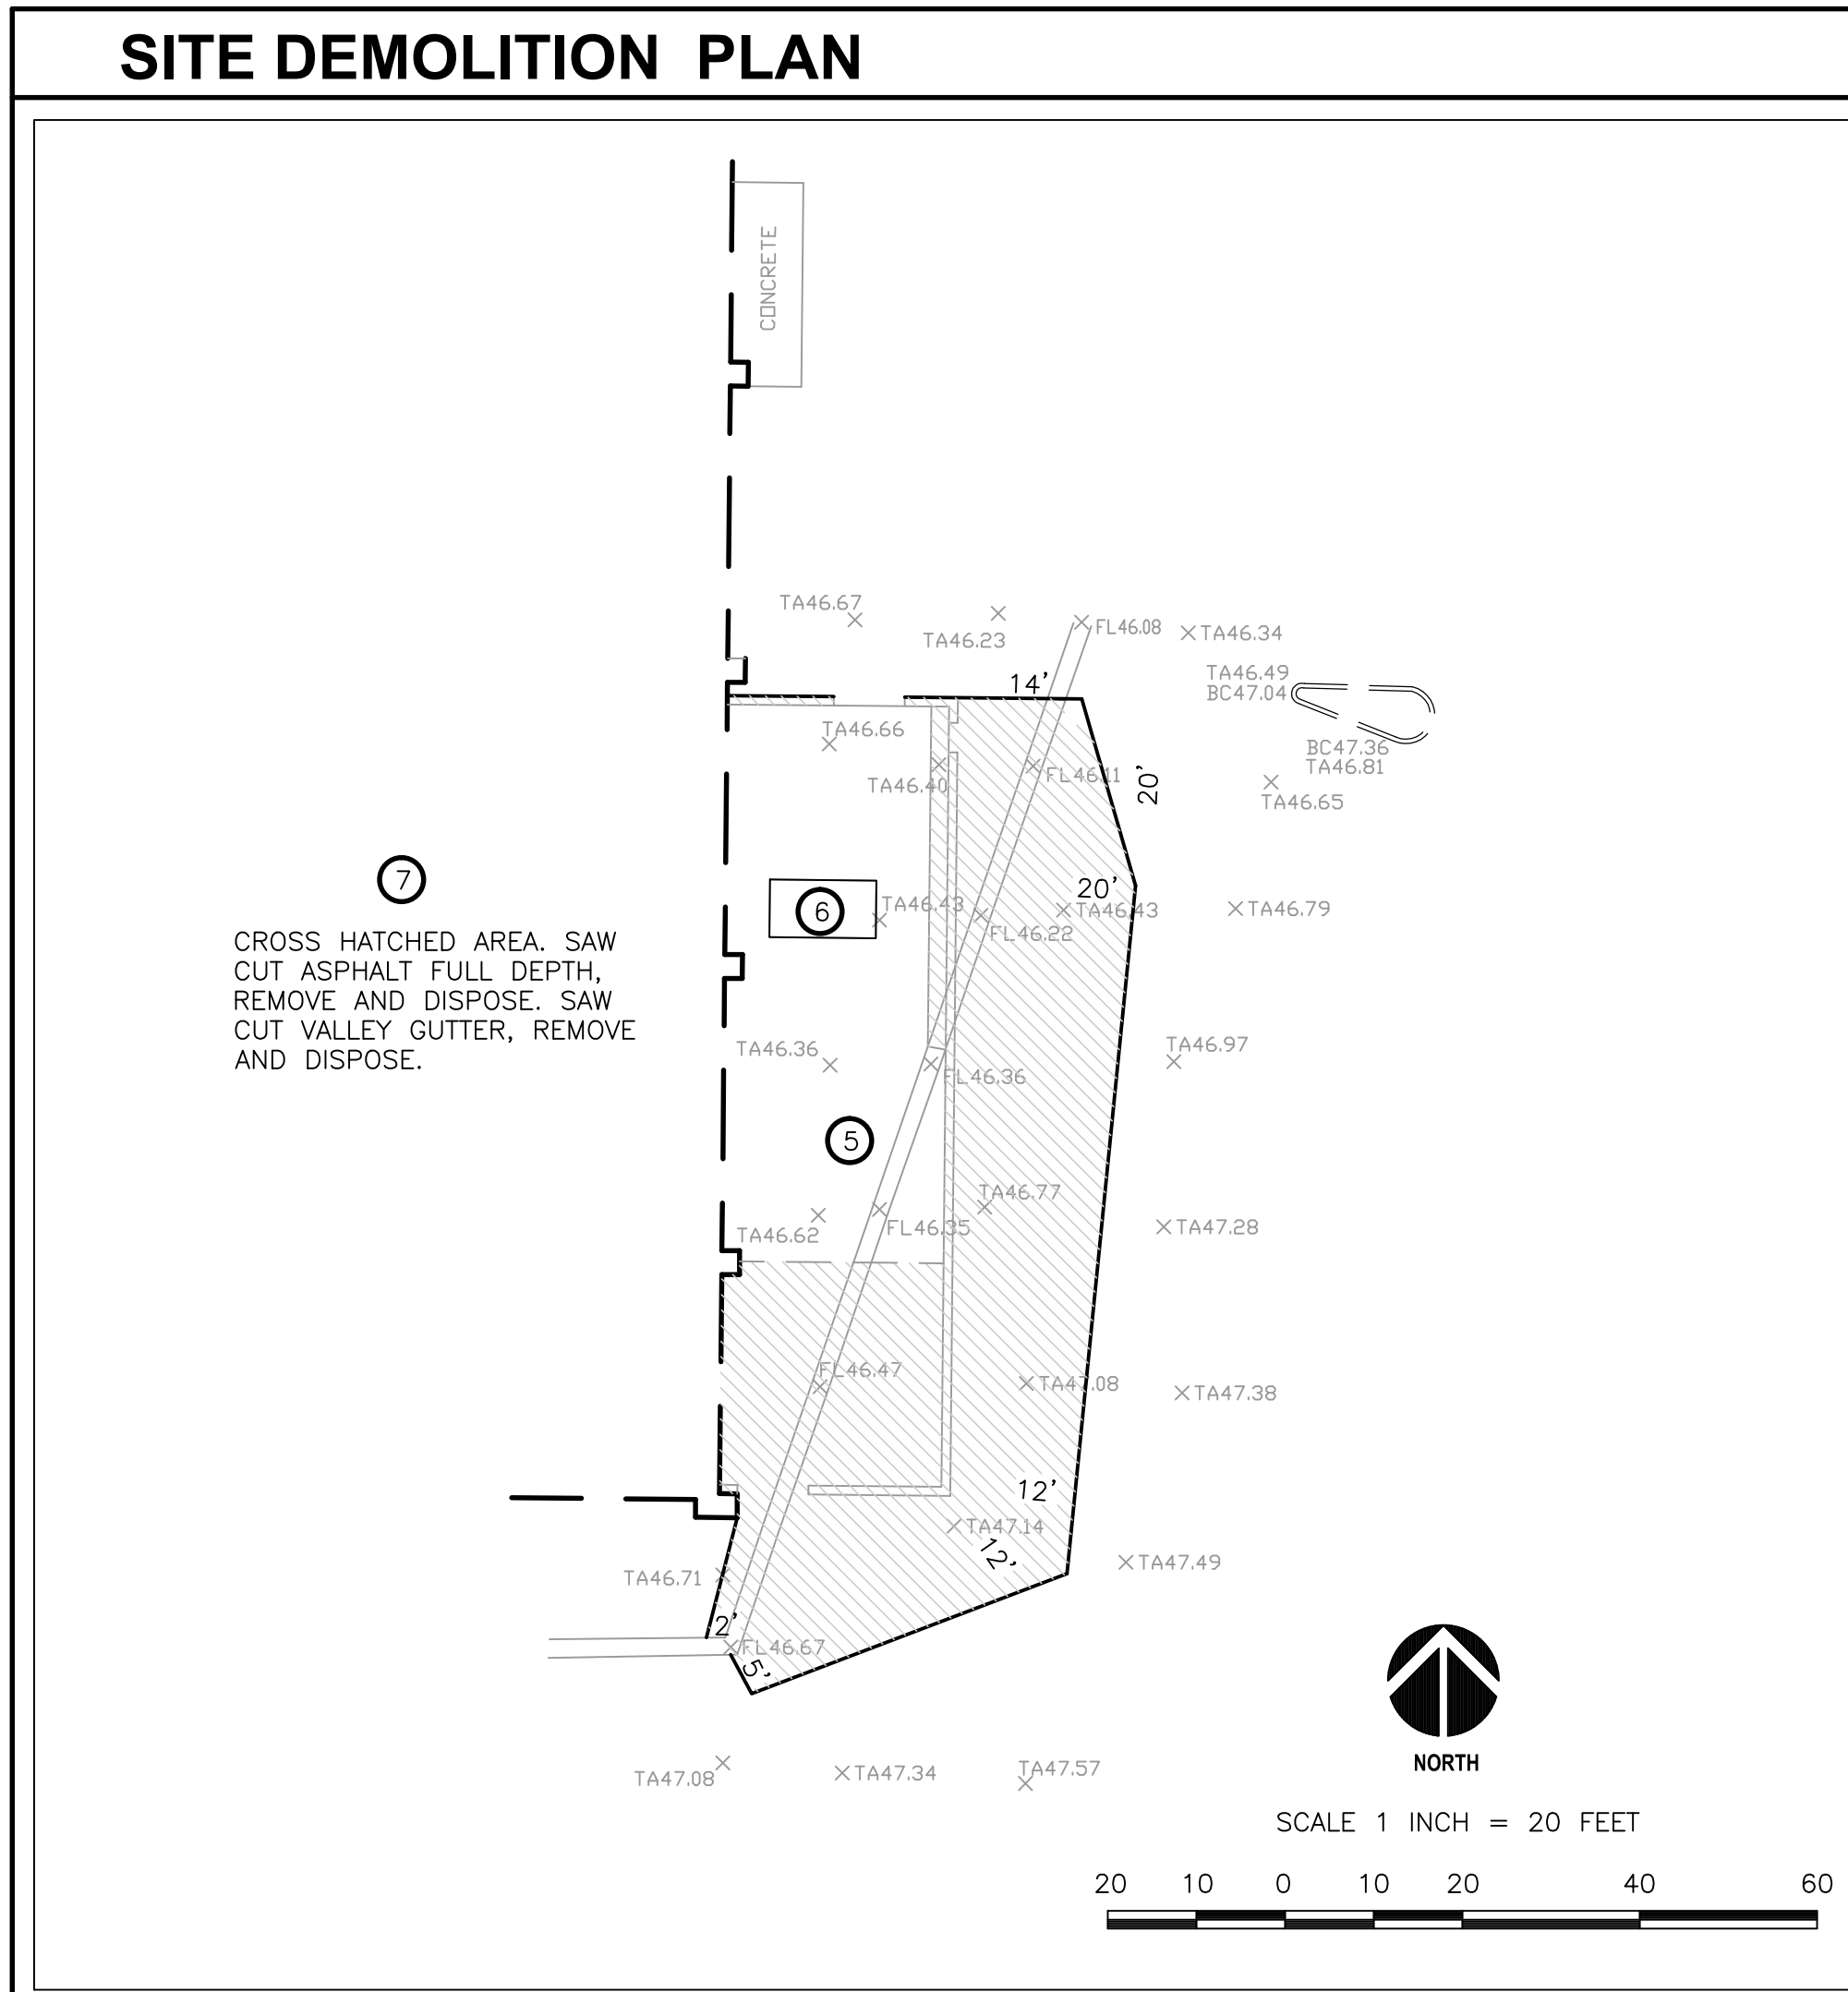 SITE DEMOLITION PLAN
CONCRETE
TA46.67
TA46.23
FL46.08
TA46.34
TA46.49
BC47.04
14'
TA46.66
BC47.36
TA46.81
TA46.40
FL46.11
20'
TA46.65
7
20'
6
TA46.43
TA46.43
TA46.79
FL46.22
CROSS HATCHED AREA. SAW
CUT ASPHALT FULL DEPTH,
REMOVE AND DISPOSE. SAW
CUT VALLEY GUTTER, REMOVE
AND DISPOSE.
TA46.36
TA46.97
FL46.36
5
TA46.77
TA46.62
FL46.35
TA47.28
FL46.47
TA47.08
TA47.38
12'
TA47.14
12'
TA47.49
TA46.71
2'
FL46.67
5'
TA47.08
TA47.34
TA47.57
NORTH
SCALE 1 INCH = 20 FEET
20 10 0 10 20 40 60